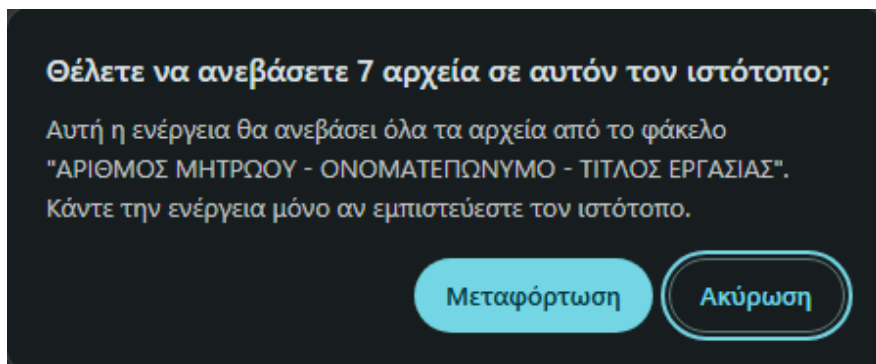 Θέλετε να ανεβάσετε 7 αρχεία σε αυτόν τον ιστότοπο;
Αυτή η ενέργεια θα ανεβάσει όλα τα αρχεία από το φάκελο
"ΑΡΙΘΜΟΣ ΜΗΤΡΩΟΥ - ΟΝΟΜΑΤΕΠΩΝΥΜΟ - ΤΙΤΛΟΣ ΕΡΓΑΣΙΑΣ".
Κάντε την ενέργεια μόνο αν εμπιστεύεστε τον ιστότοπο.
Μεταφόρτωση Ακύρωση